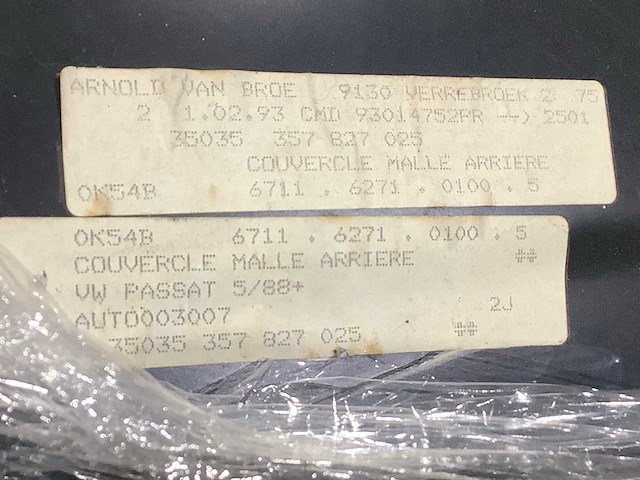 ARNOLD VAN BROE 9130 VERREBROEK 2 75
2 1.02.93 CMD 93014752PR --> 2501
35035 357 827 025
COUVERCLE MALLE ARRIERE
OK54B 6711 . 6271 . 0100 . 5
OK54B 6711 . 6271 . 0100 . 5
COUVERCLE MALLE ARRIERE ##
VW PASSAT 5/88+
2J
AUTO003007
35035 357 827 025 ##